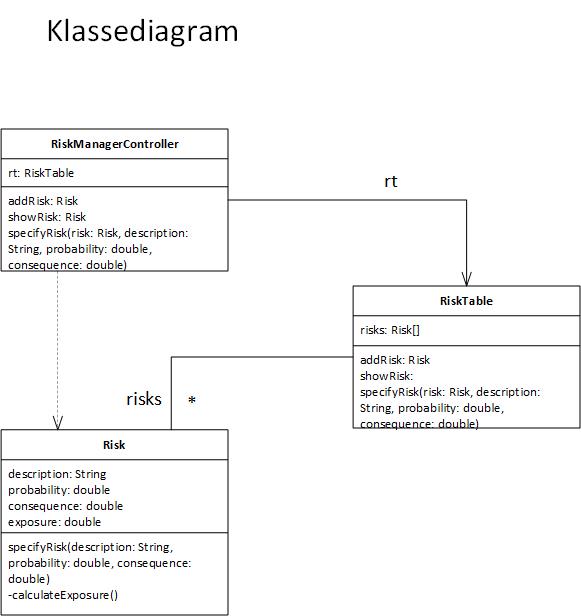 Klassediagram
RiskManagerController
rt: RiskTable
addRisk: Risk
showRisk: Risk
specifyRisk(risk: Risk, description:
String, probability: double,
consequence: double)
rt
RiskTable
risks: Risk[]
addRisk: Risk
showRisk:
specifyRisk(risk: Risk, description:
String, probability: double,
consequence: double)
risks *
Risk
description: String
probability: double
consequence: double
exposure: double
specifyRisk(description: String,
probability: double, consequence:
double)
-calculateExposure()